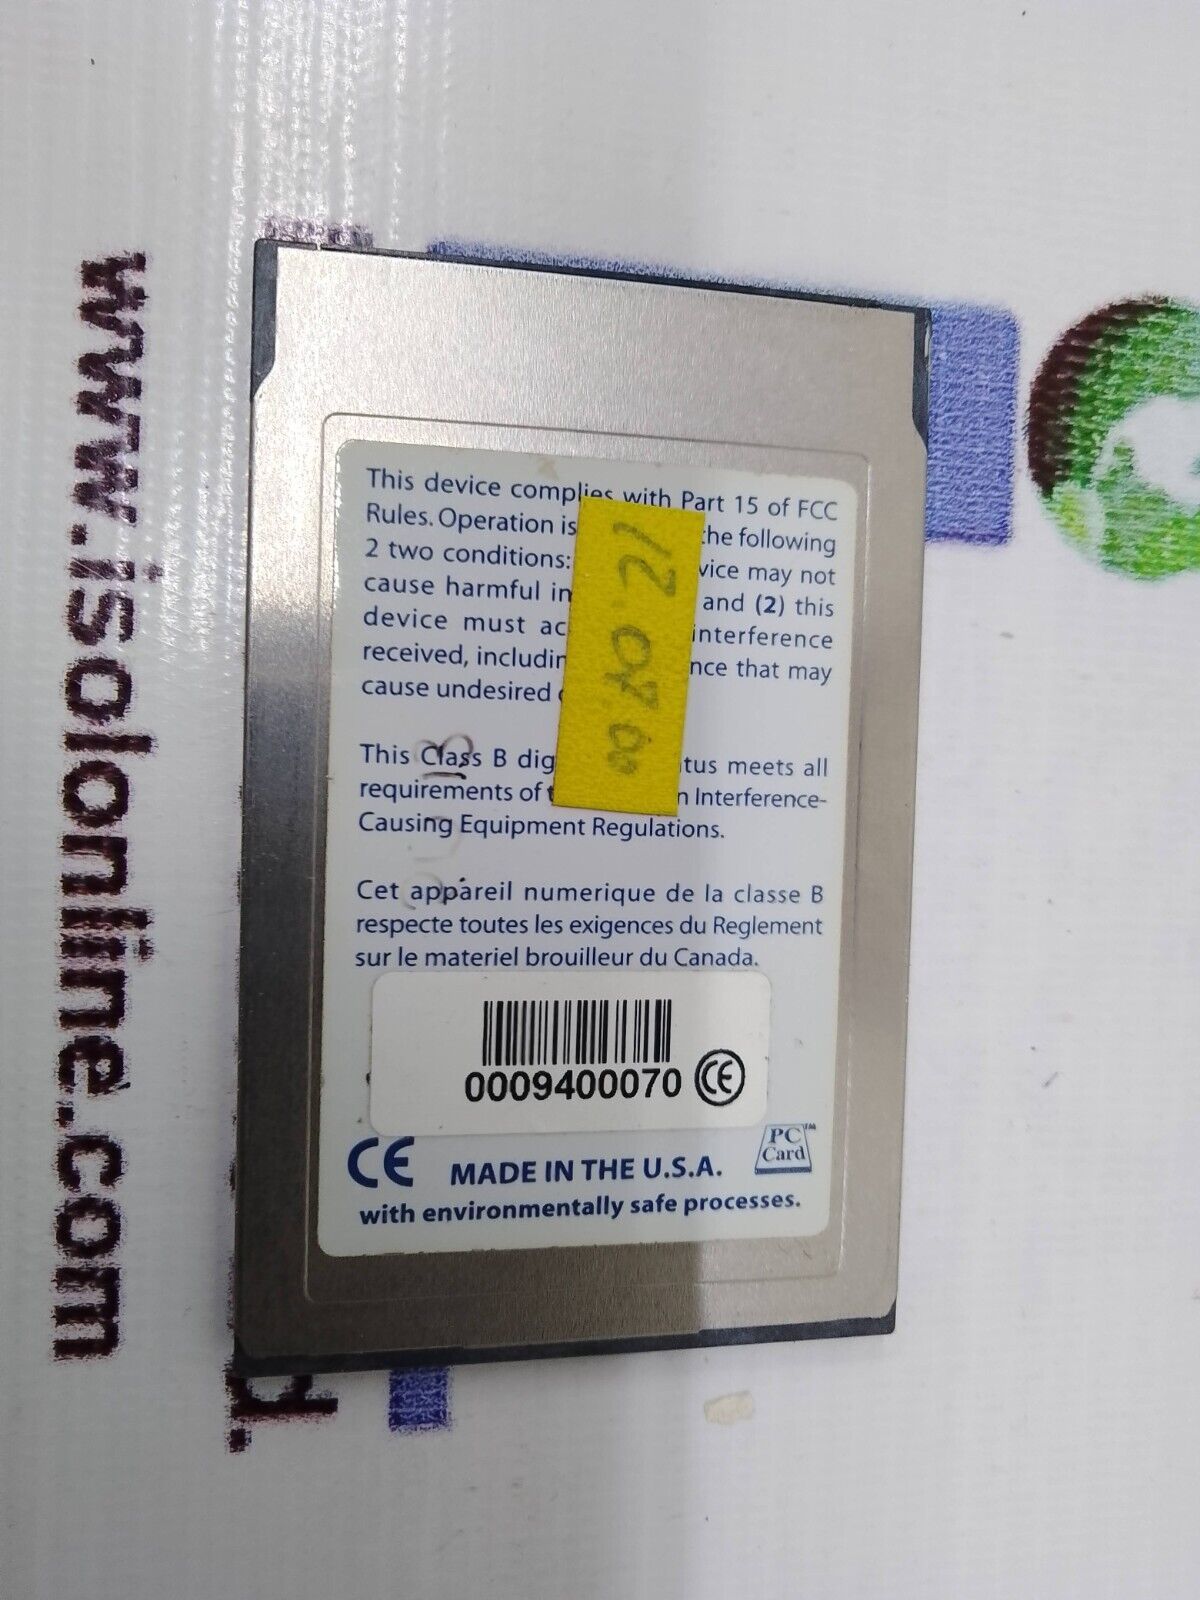 www.isolonline.com
d.
This device complies with Part 15 of FCC
Rules. Operation is the following
2 two conditions: vice may not
cause harmful in and (2) this
device must ac interference
received, includin nce that may
cause undesired
12.07.00
This Class B dig tus meets all
requirements of n Interference-
Causing Equipment Regulations.
Cet appareil numerique de la classe B
respecte toutes les exigences du Reglement
sur le materiel brouilleur du Canada.
0009400070 CE
CE MADE IN THE U.S.A. PC Card™
with environmentally safe processes.